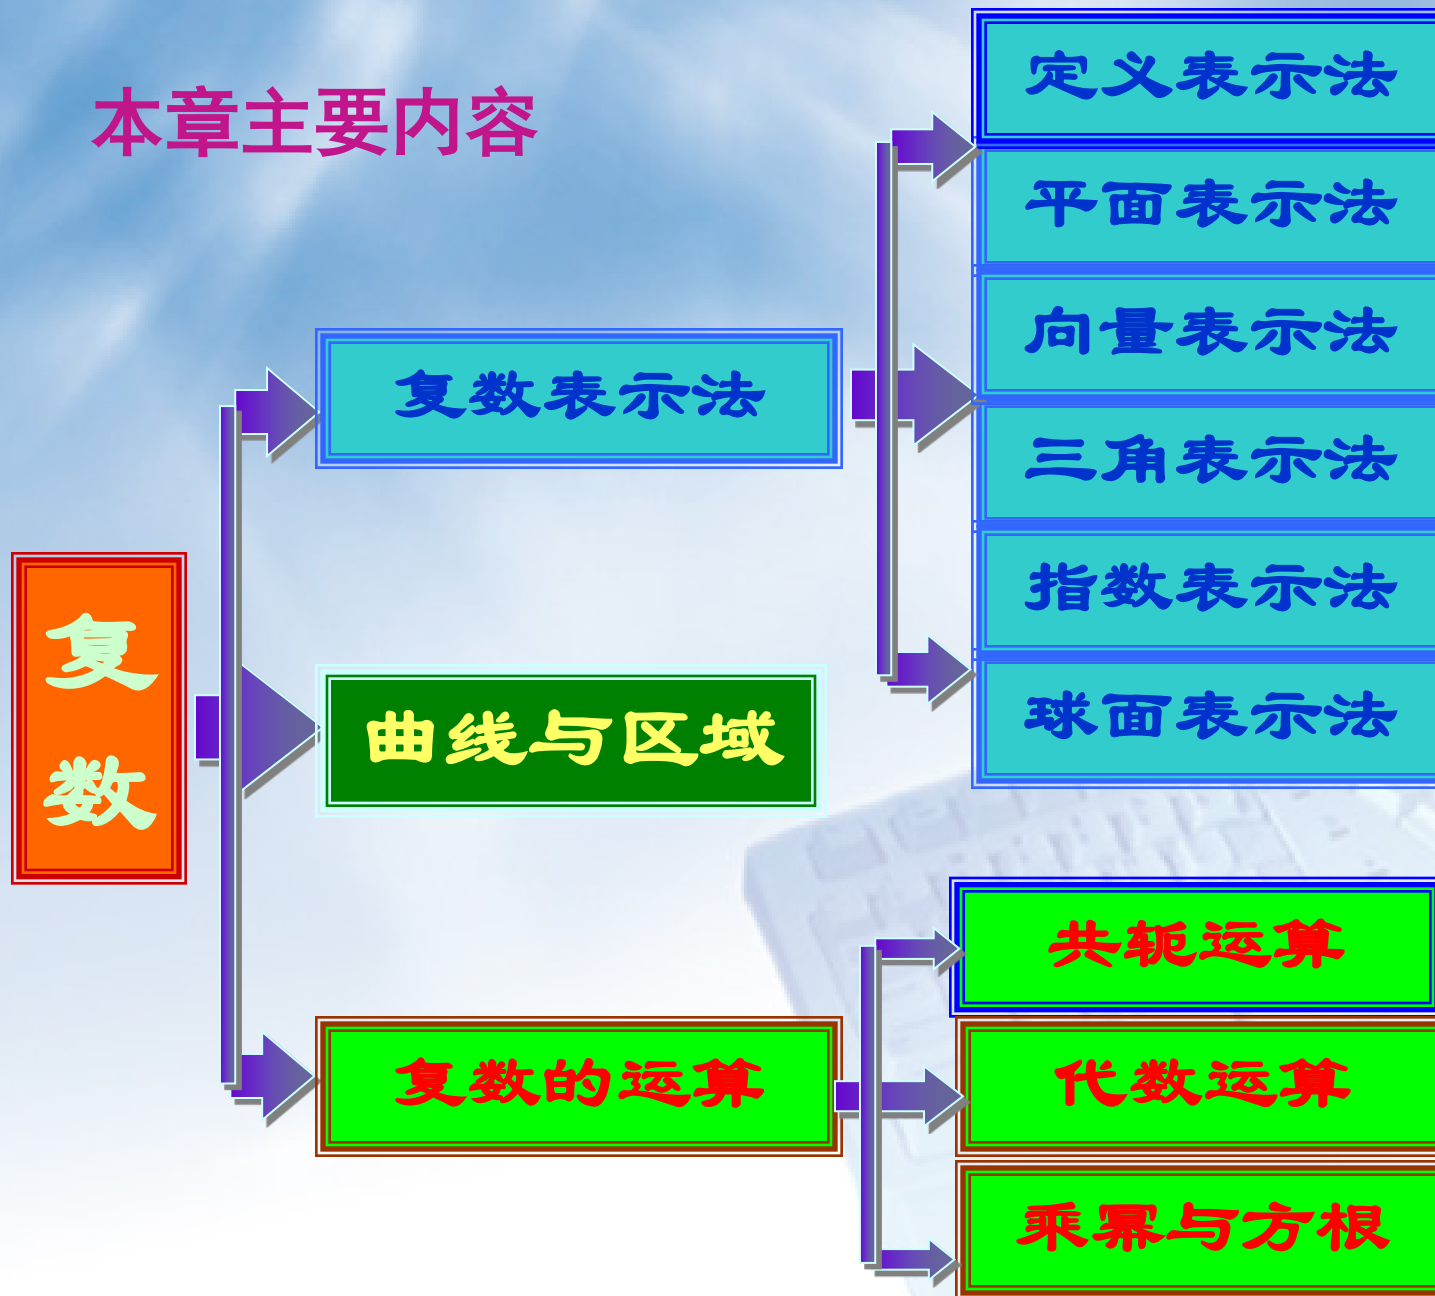 本章主要内容
复数
复数表示法
定义表示法
平面表示法
向量表示法
三角表示法
指数表示法
球面表示法
曲线与区域
复数的运算
共轭运算
代数运算
乘幂与方根